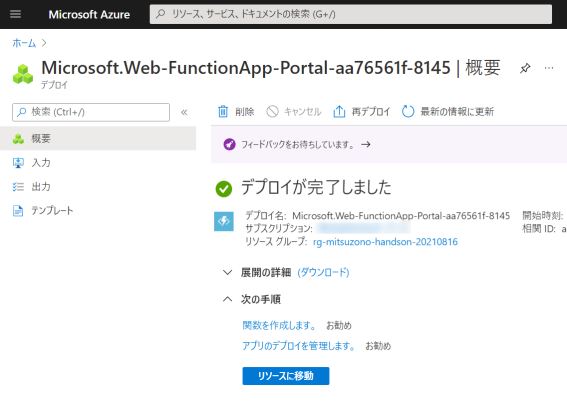 Microsoft Azure
リソース、サービス、ドキュメントの検索 (G+/)
ホーム >
Microsoft.Web-FunctionApp-Portal-aa76561f-8145 | 概要
デプロイ
検索 (Ctrl+/)
«
削除 キャンセル 再デプロイ 最新の情報に更新
概要
入力
出力
テンプレート
フィードバックをお待ちしています。 →
デプロイが完了しました
デプロイ名: Microsoft.Web-FunctionApp-Portal-aa76561f-8145 開始時刻:
サブスクリプション: 相関 ID: a
リソース グループ: rg-mitsuzono-handson-20210816
展開の詳細 (ダウンロード)
次の手順
関数を作成します。 お勧め
アプリのデプロイを管理します。 お勧め
リソースに移動